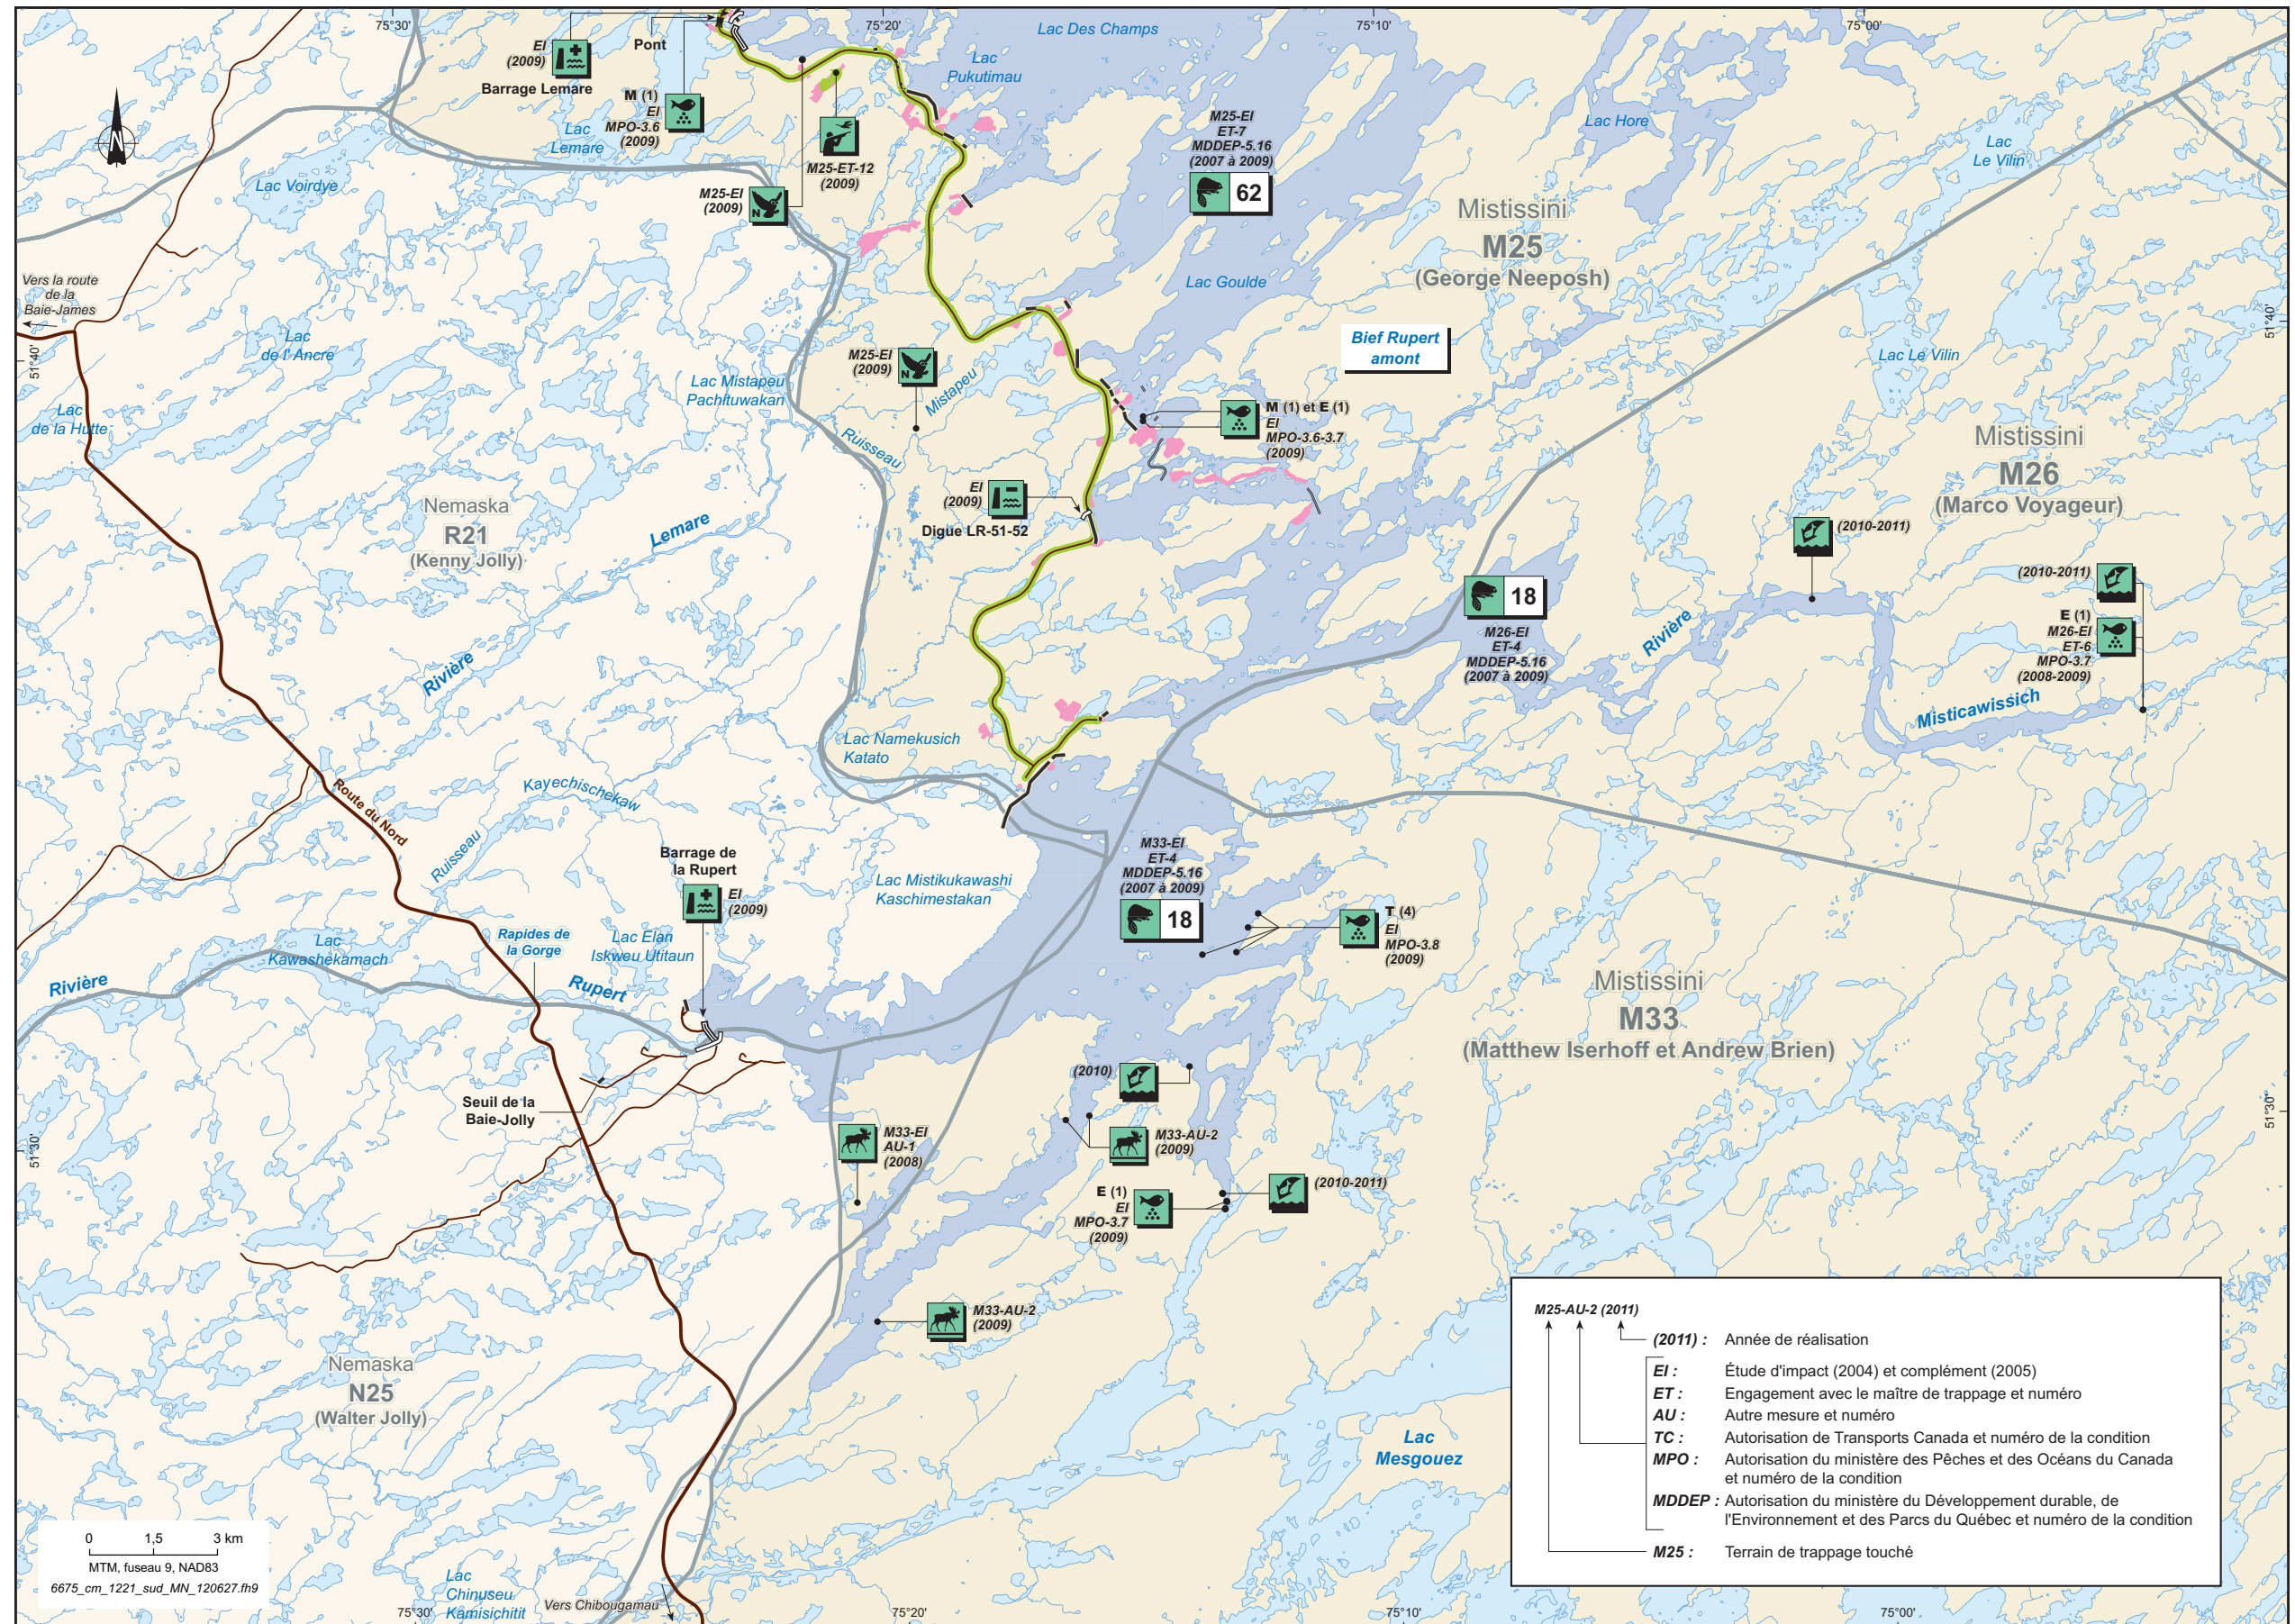 75°30'
75°20'
75°10'
75°00'
EI
(2009)
Barrage Lemare
Pont
M (1)
EI
MPO-3.6
(2009)
M25-ET-12
(2009)
M25-EI
(2009)
N
Lac
Lemare
Lac Voirdye
Lac Des Champs
Lac
Pukutimau
M25-EI
ET-7
MDDEP-5.16
(2007 à 2009)
62
Lac Hore
Lac
Le Vilin
Mistissini
M25
(George Neeposh)
N
Vers la route
de la
Baie-James
Lac
de l' Ancre
Lac Goulde
Bief Rupert
amont
51°40'
51°40'
Lac Le Vilin
M25-EI
(2009)
N
Lac Mistapeu
Pachituwakan
Ruisseau
Mistapeu
Lac
de la Hutte
M (1) et E (1)
EI
MPO-3.6-3.7
(2009)
Mistissini
M26
(Marco Voyageur)
EI
(2009)
Digue LR-51-52
Nemaska
R21
(Kenny Jolly)
Rivière
Lemare
(2010-2011)
(2010-2011)
18
M26-EI
ET-4
MDDEP-5.16
(2007 à 2009)
E (1)
M26-EI
ET-6
MPO-3.7
(2008-2009)
Rivière
Misticawissich
Lac Namekusich
Katato
Ruisseau
Kayechischekaw
Route du Nord
Barrage de
la Rupert
EI
(2009)
Lac Mistikukawashi
Kaschimestakan
M33-EI
ET-4
MDDEP-5.16
(2007 à 2009)
18
T (4)
EI
MPO-3.8
(2009)
Rapides de
la Gorge
Lac Elan
Iskweu Utitaun
Lac
Kawashekamach
Rivière
Rupert
Mistissini
M33
(Matthew Iserhoff et Andrew Brien)
Seuil de la
Baie-Jolly
(2010)
51°30'
51°30'
M33-EI
AU-1
(2008)
M33-AU-2
(2009)
E (1)
EI
MPO-3.7
(2009)
(2010-2011)
M33-AU-2
(2009)
Nemaska
N25
(Walter Jolly)
Lac
Mesgouez
M25-AU-2 (2011)
(2011) : Année de réalisation
EI : Étude d'impact (2004) et complément (2005)
ET : Engagement avec le maître de trappage et numéro
AU : Autre mesure et numéro
TC : Autorisation de Transports Canada et numéro de la condition
MPO : Autorisation du ministère des Pêches et des Océans du Canada
et numéro de la condition
MDDEP : Autorisation du ministère du Développement durable, de
l'Environnement et des Parcs du Québec et numéro de la condition
M25 : Terrain de trappage touché
0 1,5 3 km
MTM, fuseau 9, NAD83
6675_cm_1221_sud_MN_120627.fh9
Lac
Chinuseu
Kamisichitit
Vers Chibougamau
75°30'
75°20'
75°10'
75°00'